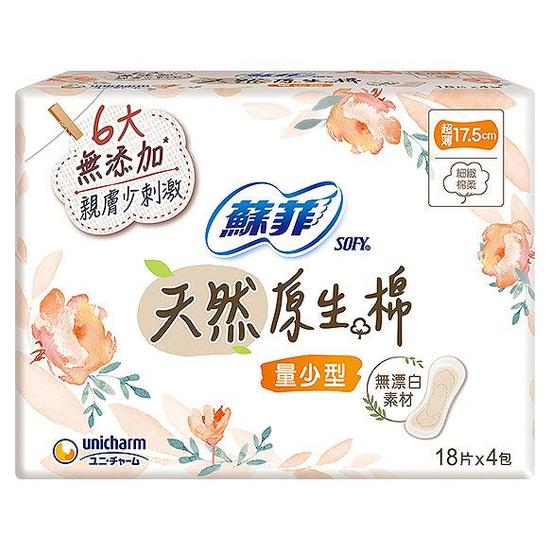 6大
無添加
親膚少刺激
超薄17.5cm
細緻
棉柔
蘇菲
SOFY®
天然原生棉
量少型
無漂白
素材
unicharm
ユニ・チャーム
18片x4包